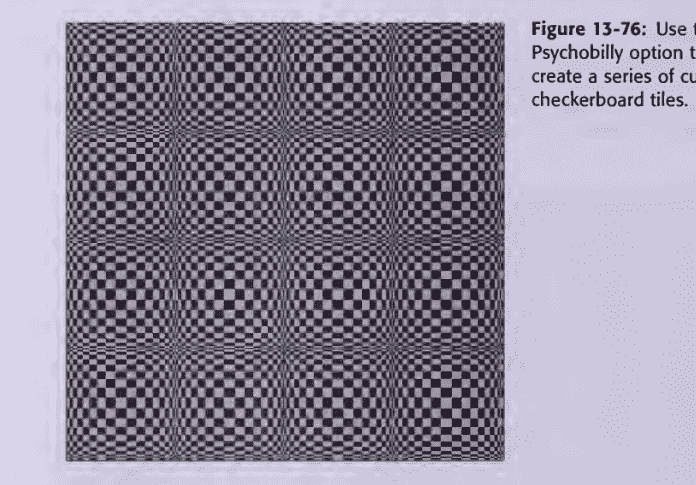 Figure 13-76: Use t
Psychobilly option t
create a series of cu
checkerboard tiles.